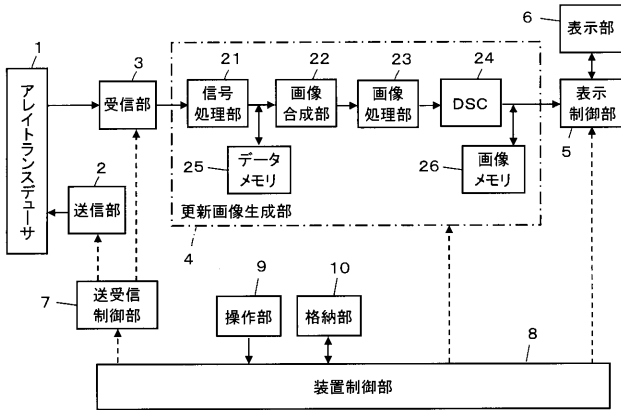 1
アレイトランスデューサ
3
受信部
2
送信部
7
送受信
制御部
21
信号
処理部
22
画像
合成部
23
画像
処理部
24
DSC
25
データ
メモリ
26
画像
メモリ
更新画像生成部
4
6
表示部
表示
制御部
5
9
操作部
10
格納部
8
装置制御部